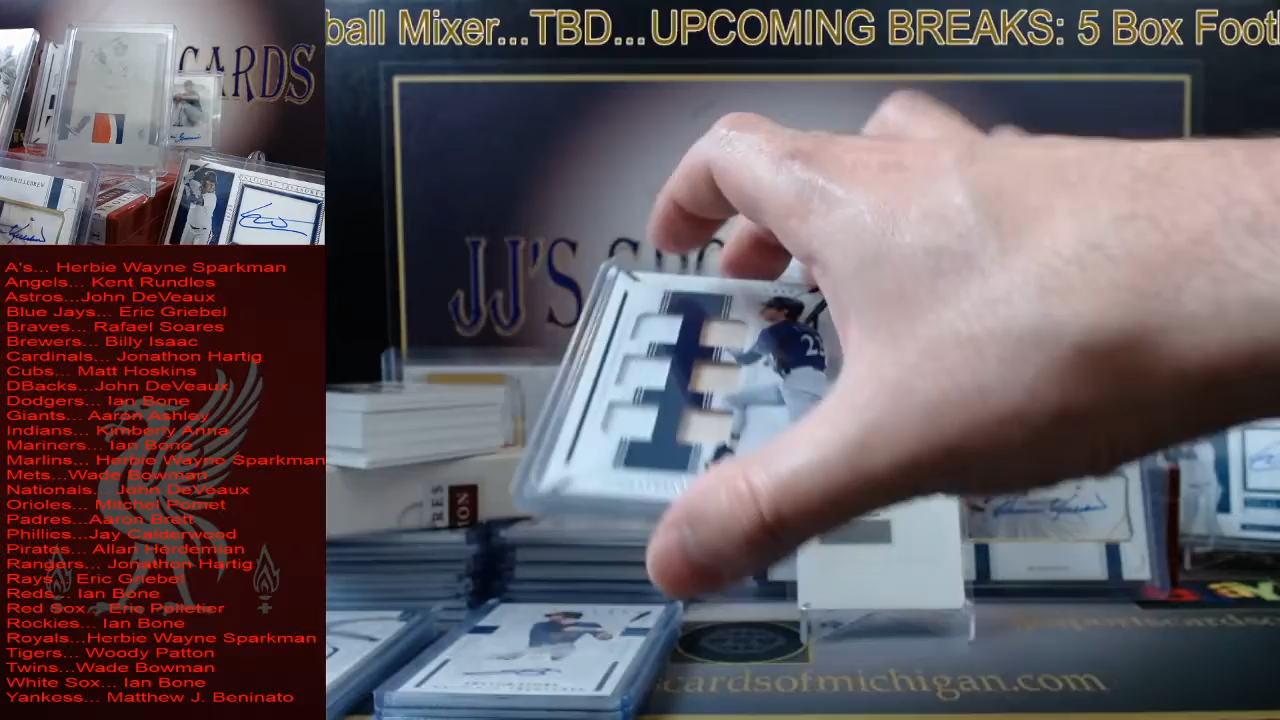 ball Mixer...TBD...UPCOMING BREAKS: 5 Box Foot
CARDS
JJ'S
A's... Herbie Wayne Sparkman
Angels... Kent Rundles
Astros...John DeVeaux
Blue Jays... Eric Griebel
Braves... Rafael Soares
Brewers... Billy Isaac
Cardinals... Jonathon Hartig
Cubs... Matt Hoskins
DBacks...John DeVeaux
Dodgers... Ian Bone
Giants... Aaron Ashley
Indians... Kimberly Anna
Mariners... Ian Bone
Marlins... Herbie Wayne Sparkman
Mets...Wade Bowman
Nationals... John DeVeaux
Orioles... Mitchel Pomet
Padres...Aaron Brett
Phillies...Jay Calderwood
Pirates... Allan Herdemian
Rangers... Jonathon Hartig
Rays... Eric Griebel
Reds... Ian Bone
Red Sox... Eric Pelletier
Rockies... Ian Bone
Royals...Herbie Wayne Sparkman
Tigers... Woody Patton
Twins...Wade Bowman
White Sox... Ian Bone
Yankess... Matthew J. Beninato
cardsofmichigan.com